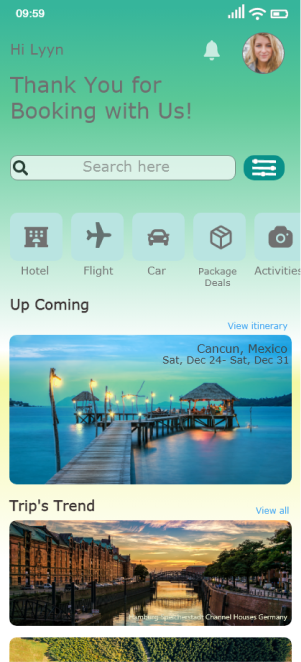 09:59
Hi Lyyn
Thank You for
Booking with Us!
Search here
Hotel
Flight
Car
Package
Deals
Activities
Up Coming
View itinerary
Cancun, Mexico
Sat, Dec 24- Sat, Dec 31
Trip's Trend
View all
Hamburg Speicherstadt Channel Houses Germany